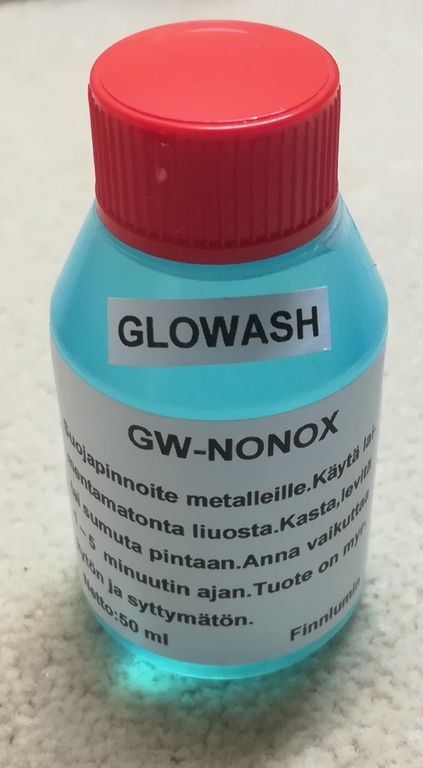 GLOWASH
GW-NONOX
Suojapinnoite metalleille.Käytä lai-
mentamatonta liuosta.Kasta,levitä
tai sumuta pintaan.Anna vaikuttaa
- 5 minuutin ajan.Tuote on myr-
kytön ja syttymätön.
Netto:50 ml
Finnlumin